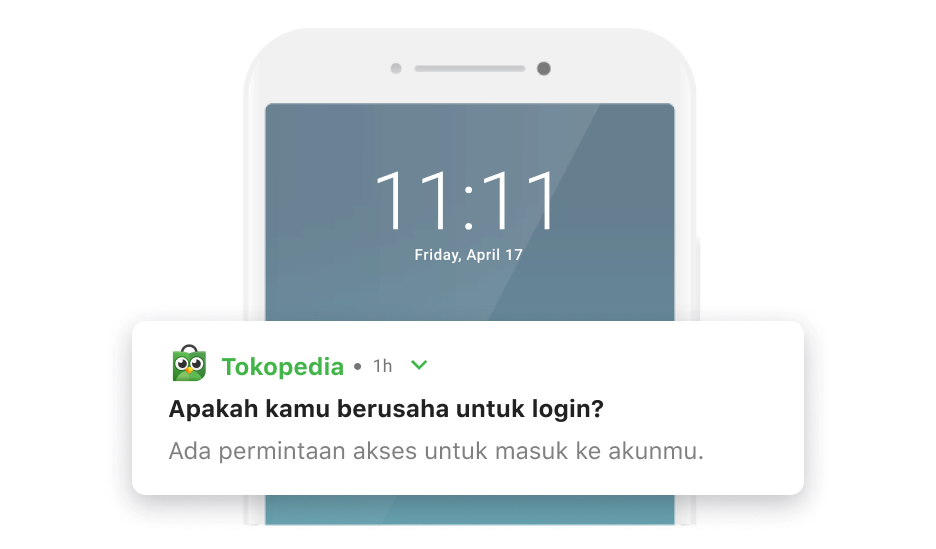 11:11
Friday, April 17
Tokopedia • 1h
Apakah kamu berusaha untuk login?
Ada permintaan akses untuk masuk ke akunmu.